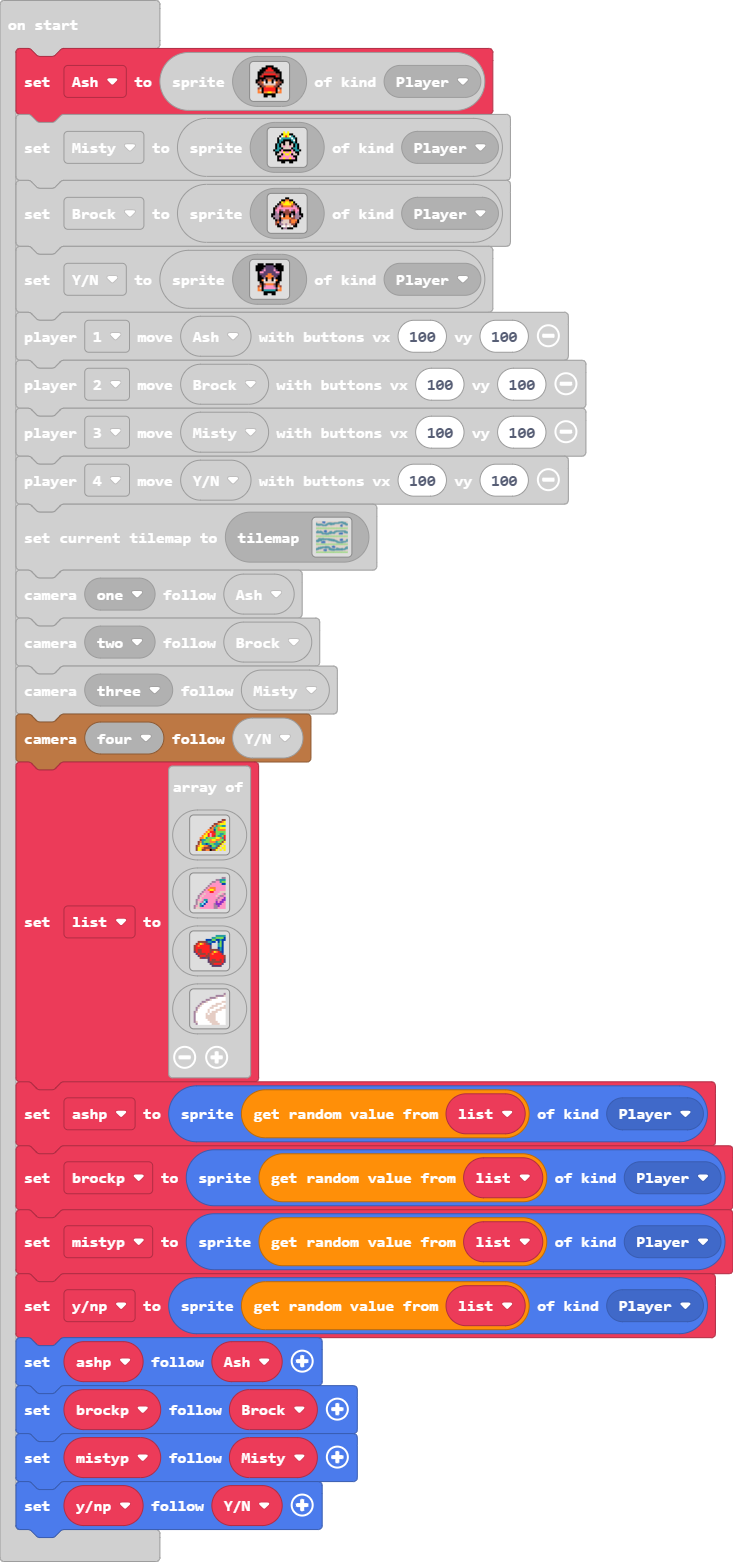 on start
set Ash to sprite of kind Player
set Misty to sprite of kind Player
set Brock to sprite of kind Player
set Y/N to sprite of kind Player
player 1 move Ash with buttons vx 100 vy 100
player 2 move Brock with buttons vx 100 vy 100
player 3 move Misty with buttons vx 100 vy 100
player 4 move Y/N with buttons vx 100 vy 100
set current tilemap to tilemap
camera one follow Ash
camera two follow Brock
camera three follow Misty
camera four follow Y/N
array of
set list to
set ashp to sprite get random value from list of kind Player
set brockp to sprite get random value from list of kind Player
set mistyp to sprite get random value from list of kind Player
set y/np to sprite get random value from list of kind Player
set ashp follow Ash
set brockp follow Brock
set mistyp follow Misty
set y/np follow Y/N